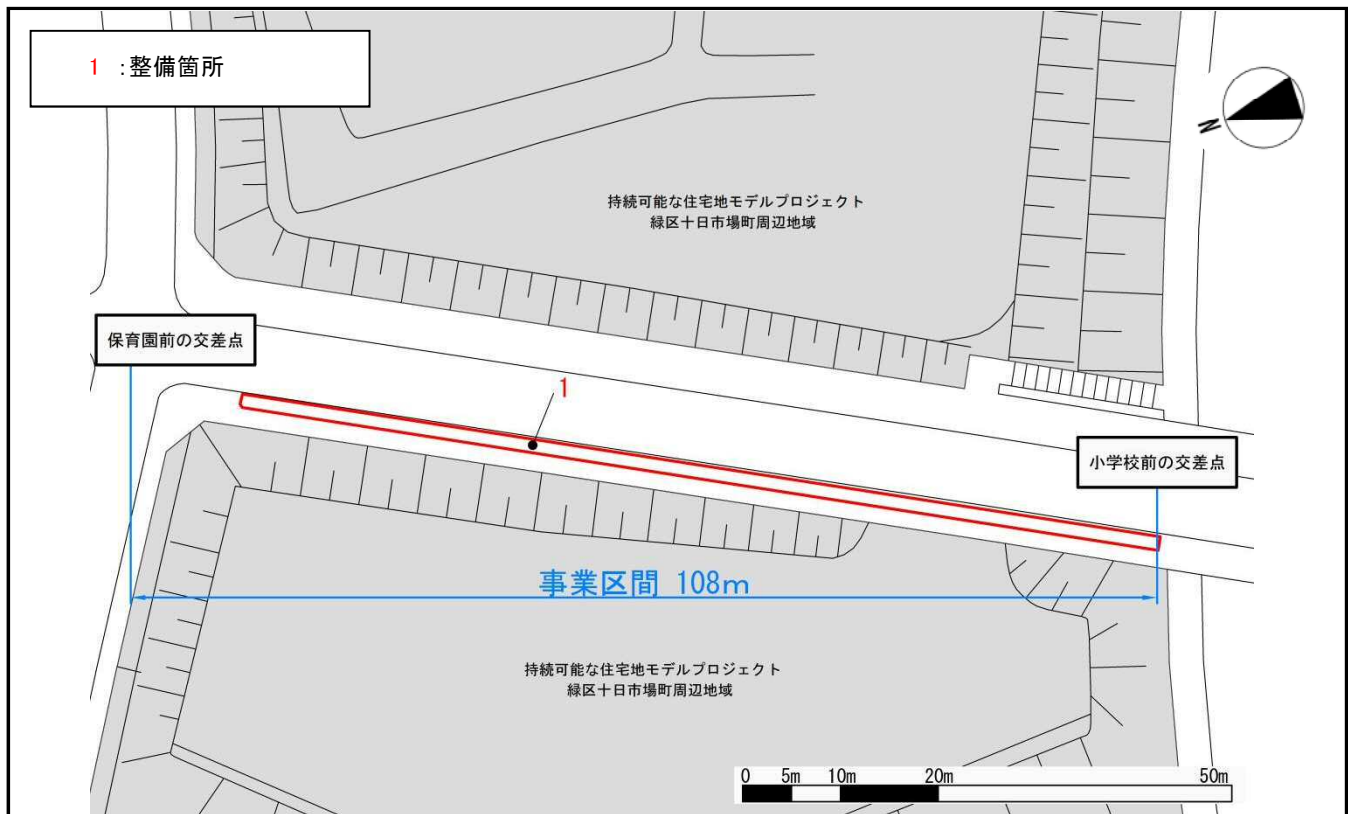 1 :整備箇所
N
持続可能な住宅地モデルプロジェクト
緑区十日市場町周辺地域
保育園前の交差点
1
小学校前の交差点
事業区間 108m
持続可能な住宅地モデルプロジェクト
緑区十日市場町周辺地域
0 5m 10m 20m 50m